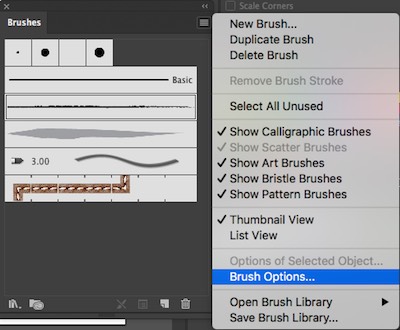 Scale Corners
Brushes
Basic
3.00
New Brush...
Duplicate Brush
Delete Brush
Remove Brush Stroke
Select All Unused
Show Calligraphic Brushes
Show Scatter Brushes
Show Art Brushes
Show Bristle Brushes
Show Pattern Brushes
Thumbnail View
List View
Options of Selected Object...
Brush Options...
Open Brush Library
Save Brush Library...